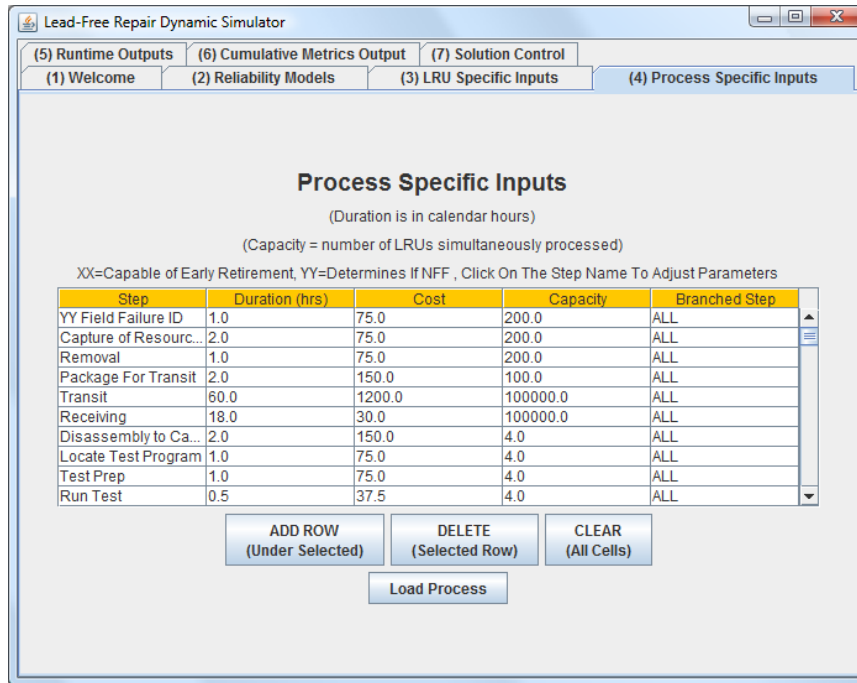 Lead-Free Repair Dynamic Simulator
(5) Runtime Outputs (6) Cumulative Metrics Output (7) Solution Control
(1) Welcome (2) Reliability Models (3) LRU Specific Inputs (4) Process Specific Inputs
Process Specific Inputs
(Duration is in calendar hours)
(Capacity = number of LRUs simultaneously processed)
XX=Capable of Early Retirement, YY=Determines If NFF , Click On The Step Name To Adjust Parameters
Step Duration (hrs) Cost Capacity Branched Step
YY Field Failure ID 1.0 75.0 200.0 ALL
Capture of Resourc... 2.0 75.0 200.0 ALL
Removal 1.0 75.0 200.0 ALL
Package For Transit 2.0 150.0 100.0 ALL
Transit 60.0 1200.0 100000.0 ALL
Receiving 18.0 30.0 100000.0 ALL
Disassembly to Ca... 2.0 150.0 4.0 ALL
Locate Test Program 1.0 75.0 4.0 ALL
Test Prep 1.0 75.0 4.0 ALL
Run Test 0.5 37.5 4.0 ALL
ADD ROW DELETE CLEAR
(Under Selected) (Selected Row) (All Cells)
Load Process